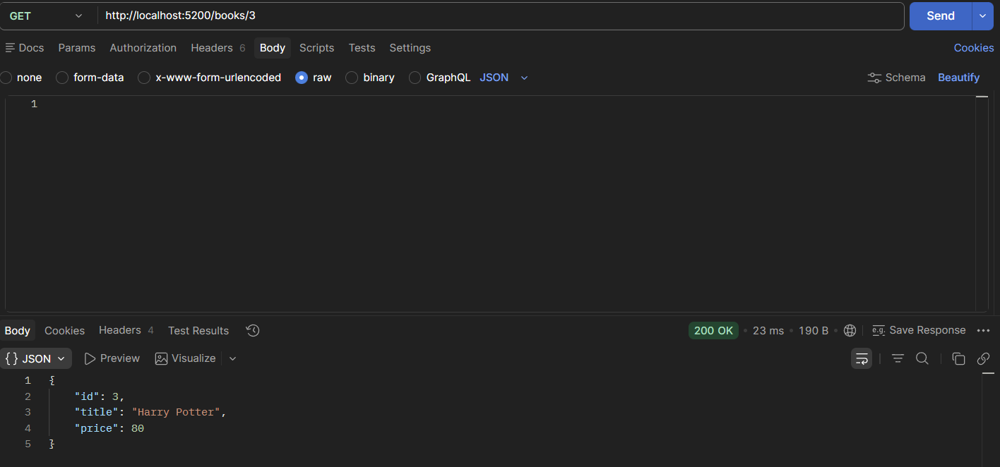 GET http://localhost:5200/books/3 Send
Docs Params Authorization Headers 6 Body Scripts Tests Settings Cookies
none form-data x-www-form-urlencoded raw binary GraphQL JSON Schema Beautify
1
Body Cookies Headers 4 Test Results 200 OK • 23 ms • 190 B • e.g. Save Response
{} JSON Preview Visualize
1 {
2 "id": 3,
3 "title": "Harry Potter",
4 "price": 80
5 }